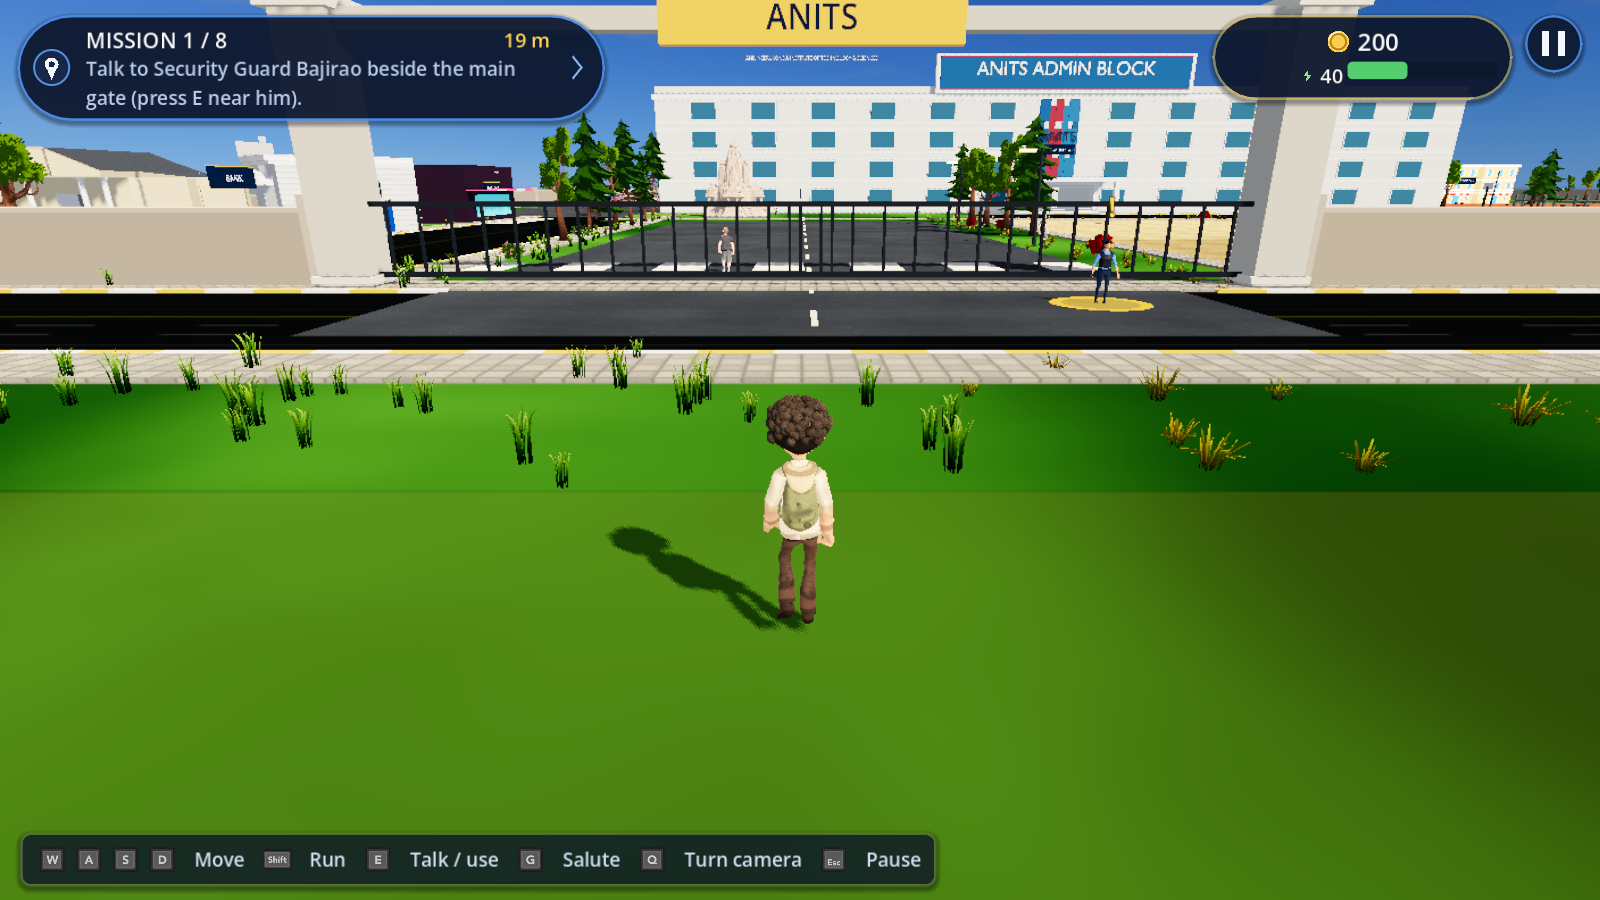 ANITS
MISSION 1 / 8
19 m
Talk to Security Guard Bajirao beside the main
gate (press E near him).
200
40
ANITS ADMIN BLOCK
W A S D Move Shift Run E Talk / use G Salute Q Turn camera Esc Pause